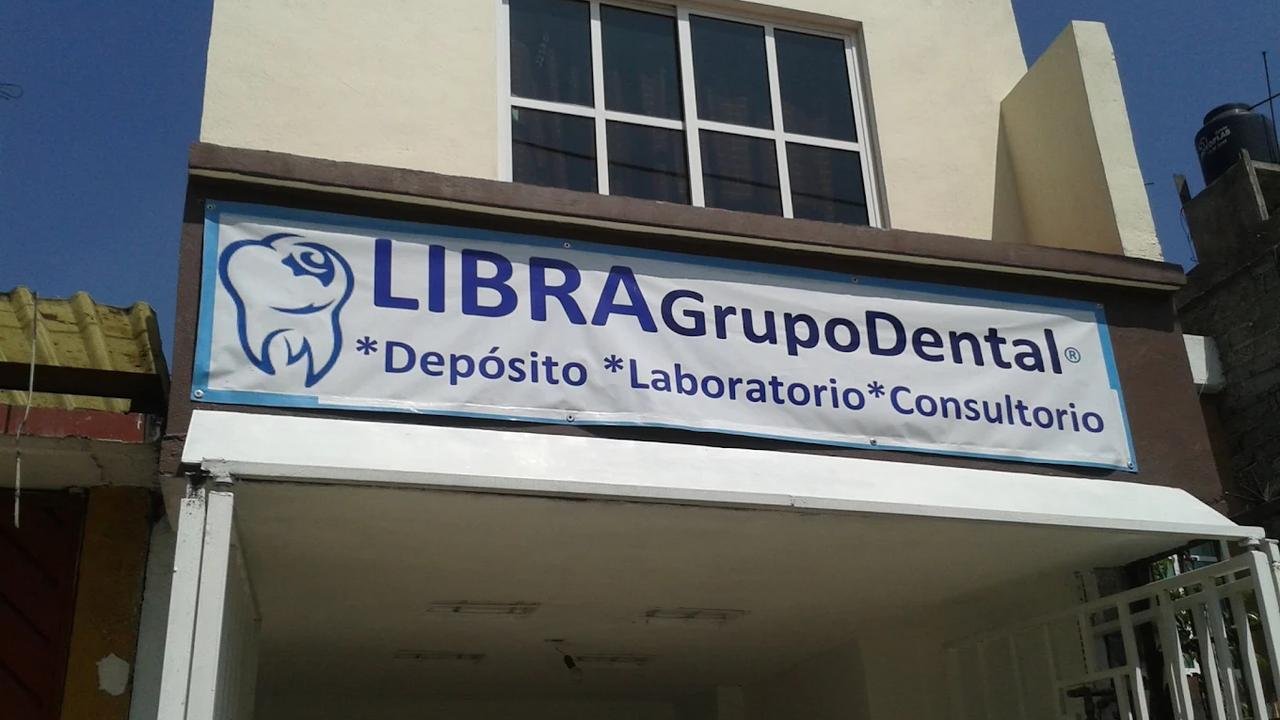 LIBRAGrupoDental®
*Depósito *Laboratorio*Consultorio